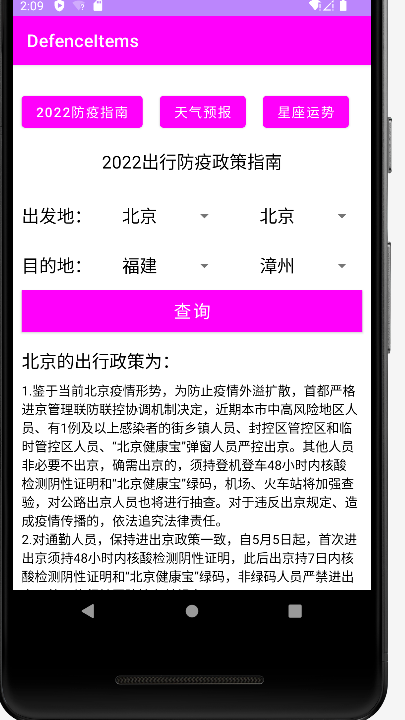 2:09
DefenceItems
2022防疫指南 天气预报 星座运势
2022出行防疫政策指南
出发地： 北京 北京
目的地： 福建 漳州
查询
北京的出行政策为：
1.鉴于当前北京疫情形势，为防止疫情外溢扩散，首都严格
进京管理联防联控协调机制决定，近期本市中高风险地区人
员、有1例及以上感染者的街乡镇人员、封控区管控区和临
时管控区人员、“北京健康宝”弹窗人员严控出京。其他人员
非必要不出京，确需出京的，须持登机登车48小时内核酸
检测阴性证明和“北京健康宝”绿码，机场、火车站将加强查
验，对公路出京人员也将进行抽查。对于违反出京规定、造
成疫情传播的，依法追究法律责任。
2.对通勤人员，保持进出京政策一致，自5月5日起，首次进
出京须持48小时内核酸检测阴性证明，此后出京持7日内核
酸检测阴性证明和“北京健康宝”绿码，非绿码人员严禁进出